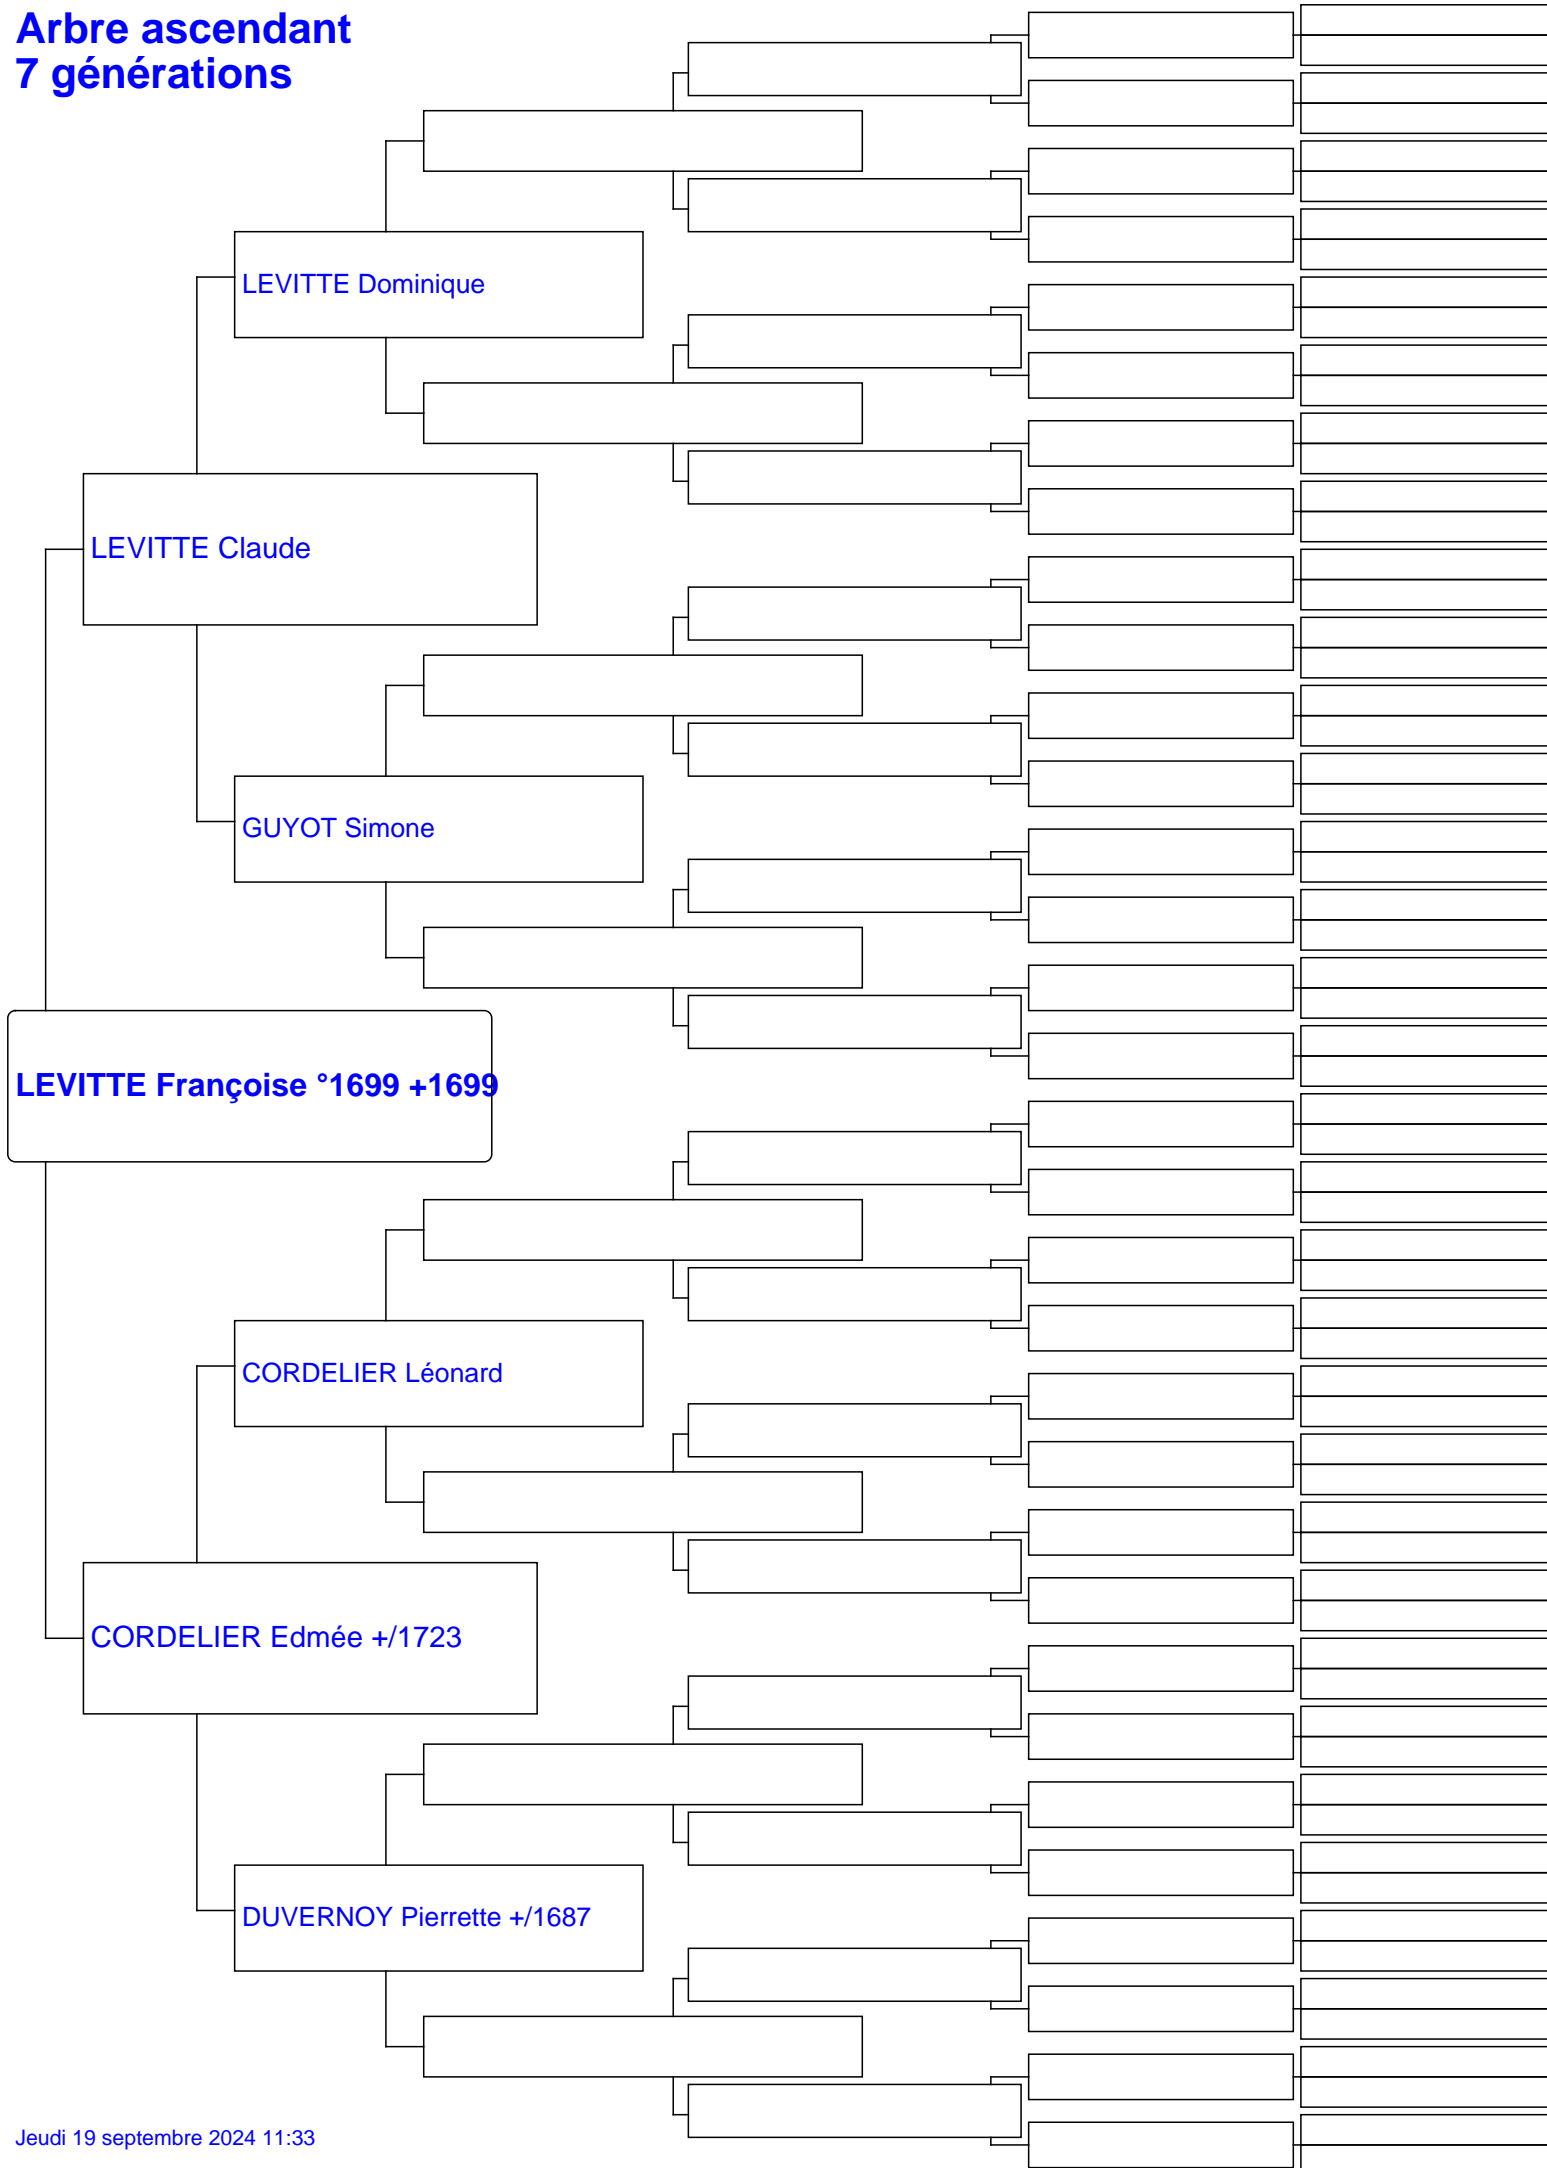 Arbre ascendant
7 générations
LEVITTE Dominique
LEVITTE Claude
GUYOT Simone
LEVITTE Françoise °1699 +1699
CORDELIER Léonard
CORDELIER Edmée +/1723
DUVERNOY Pierrette +/1687
Jeudi 19 septembre 2024 11:33